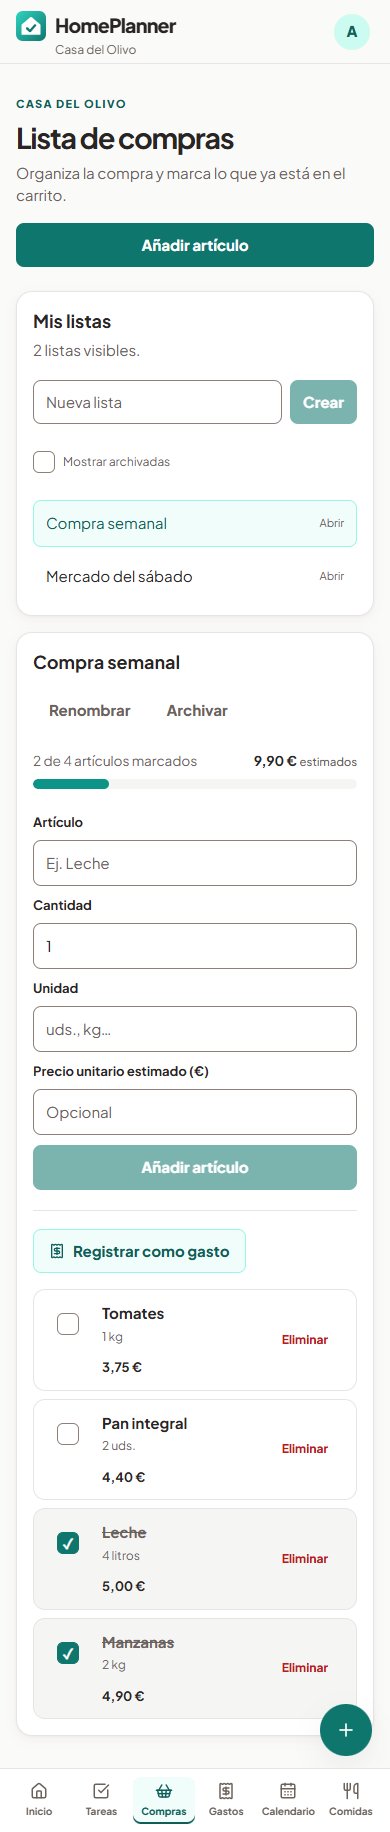 HomePlanner
Casa del Olivo
A
CASA DEL OLIVO
Lista de compras
Organiza la compra y marca lo que ya está en el
carrito.
Añadir artículo
Mis listas
2 listas visibles.
Nueva lista
Crear
Mostrar archivadas
Compra semanal
Abrir
Mercado del sábado
Abrir
Compra semanal
Renombrar
Archivar
2 de 4 artículos marcados
9,90 € estimados
Artículo
Ej. Leche
Cantidad
1
Unidad
uds., kg...
Precio unitario estimado (€)
Opcional
Añadir artículo
Registrar como gasto
Tomates
1 kg
3,75 €
Eliminar
Pan integral
2 uds.
4,40 €
Eliminar
Leche
4 litros
5,00 €
Eliminar
Manzanas
2 kg
4,90 €
Eliminar
+
Inicio
Tareas
Compras
Gastos
Calendario
Comidas